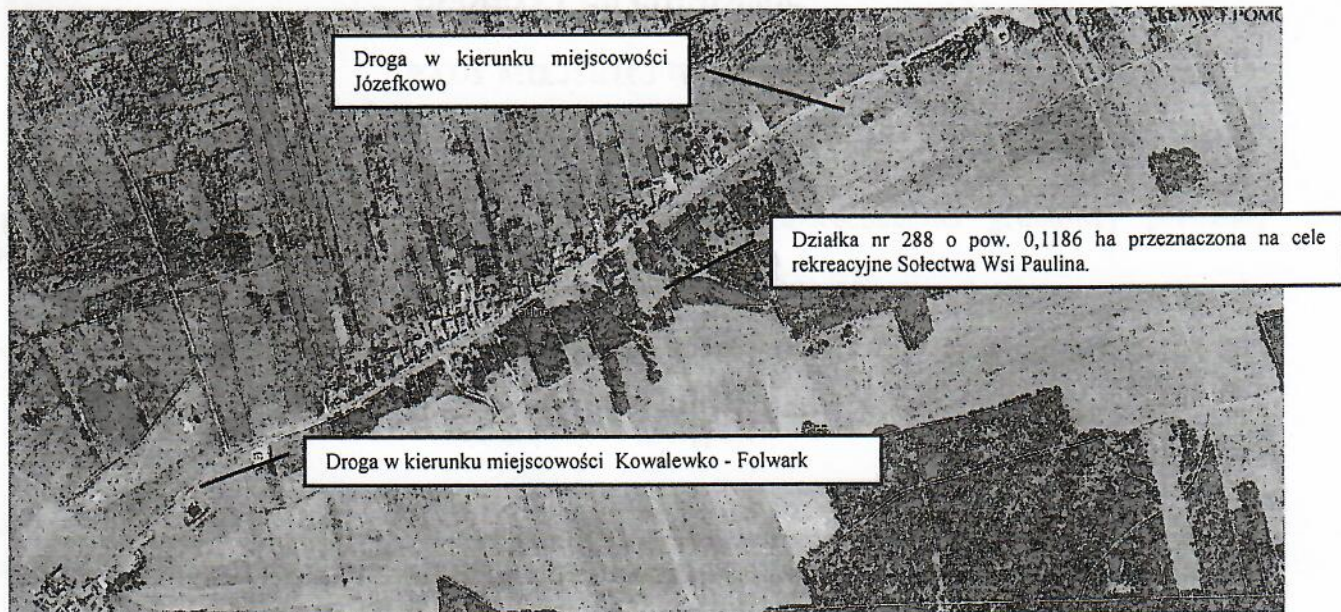 Droga w kierunku miejscowości
Józefkowo
Działka nr 288 o pow. 0,1186 ha przeznaczona na cele
rekreacyjne Sołectwa Wsi Paulina.
Droga w kierunku miejscowości Kowalewko - Folwark